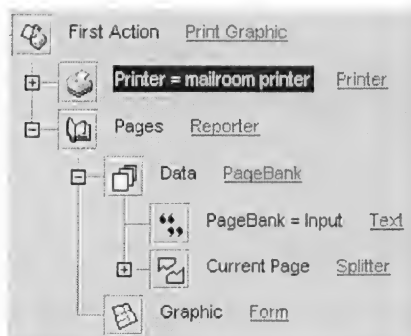 First Action Print Graphic
Printer = mailroom printer Printer
Pages Reporter
Data PageBank
PageBank = Input Text
Current Page Splitter
Graphic Form